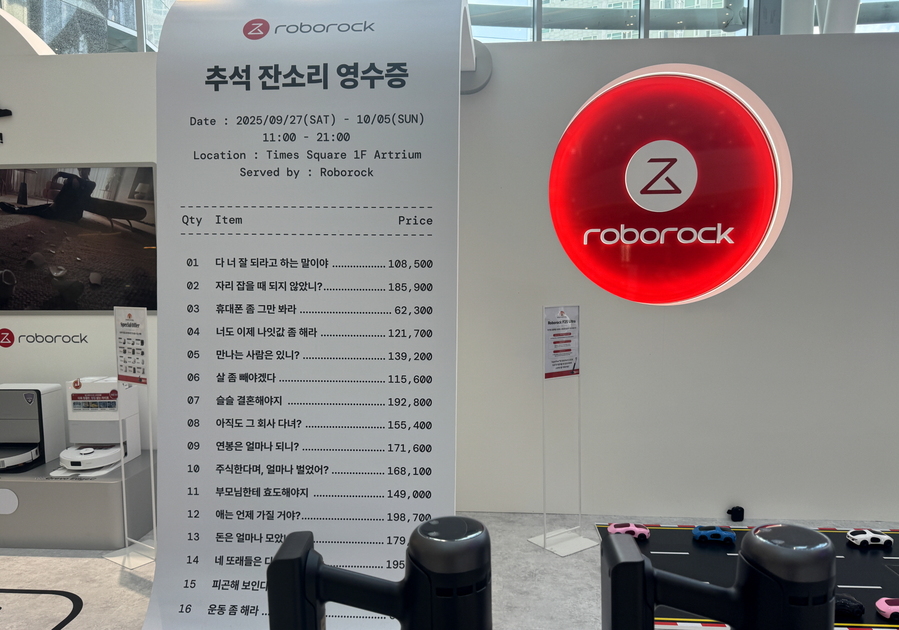 roborock
추석 잔소리 영수증
Date : 2025/09/27(SAT) - 10/05(SUN)
11:00 - 21:00
Location : Times Square 1F Artrium
Served by : Roborock
Qty Item Price
01 다 너 잘 되라고 하는 말이야 108,500
02 자리 잡을 때 되지 않았니? 185,900
03 휴대폰 좀 그만 봐라 62,300
04 너도 이제 나잇값 좀 해라 121,700
05 만나는 사람은 있니? 139,200
06 살 좀 빼야겠다 115,600
07 슬슬 결혼해야지 192,800
08 아직도 그 회사 다녀? 155,400
09 연봉은 얼마나 되니? 171,600
10 주식한다며, 얼마나 벌었어? 168,100
11 부모님한테 효도해야지 149,000
12 애는 언제 가질 거야? 198,700
13 돈은 얼마나 179
14 네 또래들은 195
15 피곤해
16 운동 좀 해라
roborock
roborock
Special Offer